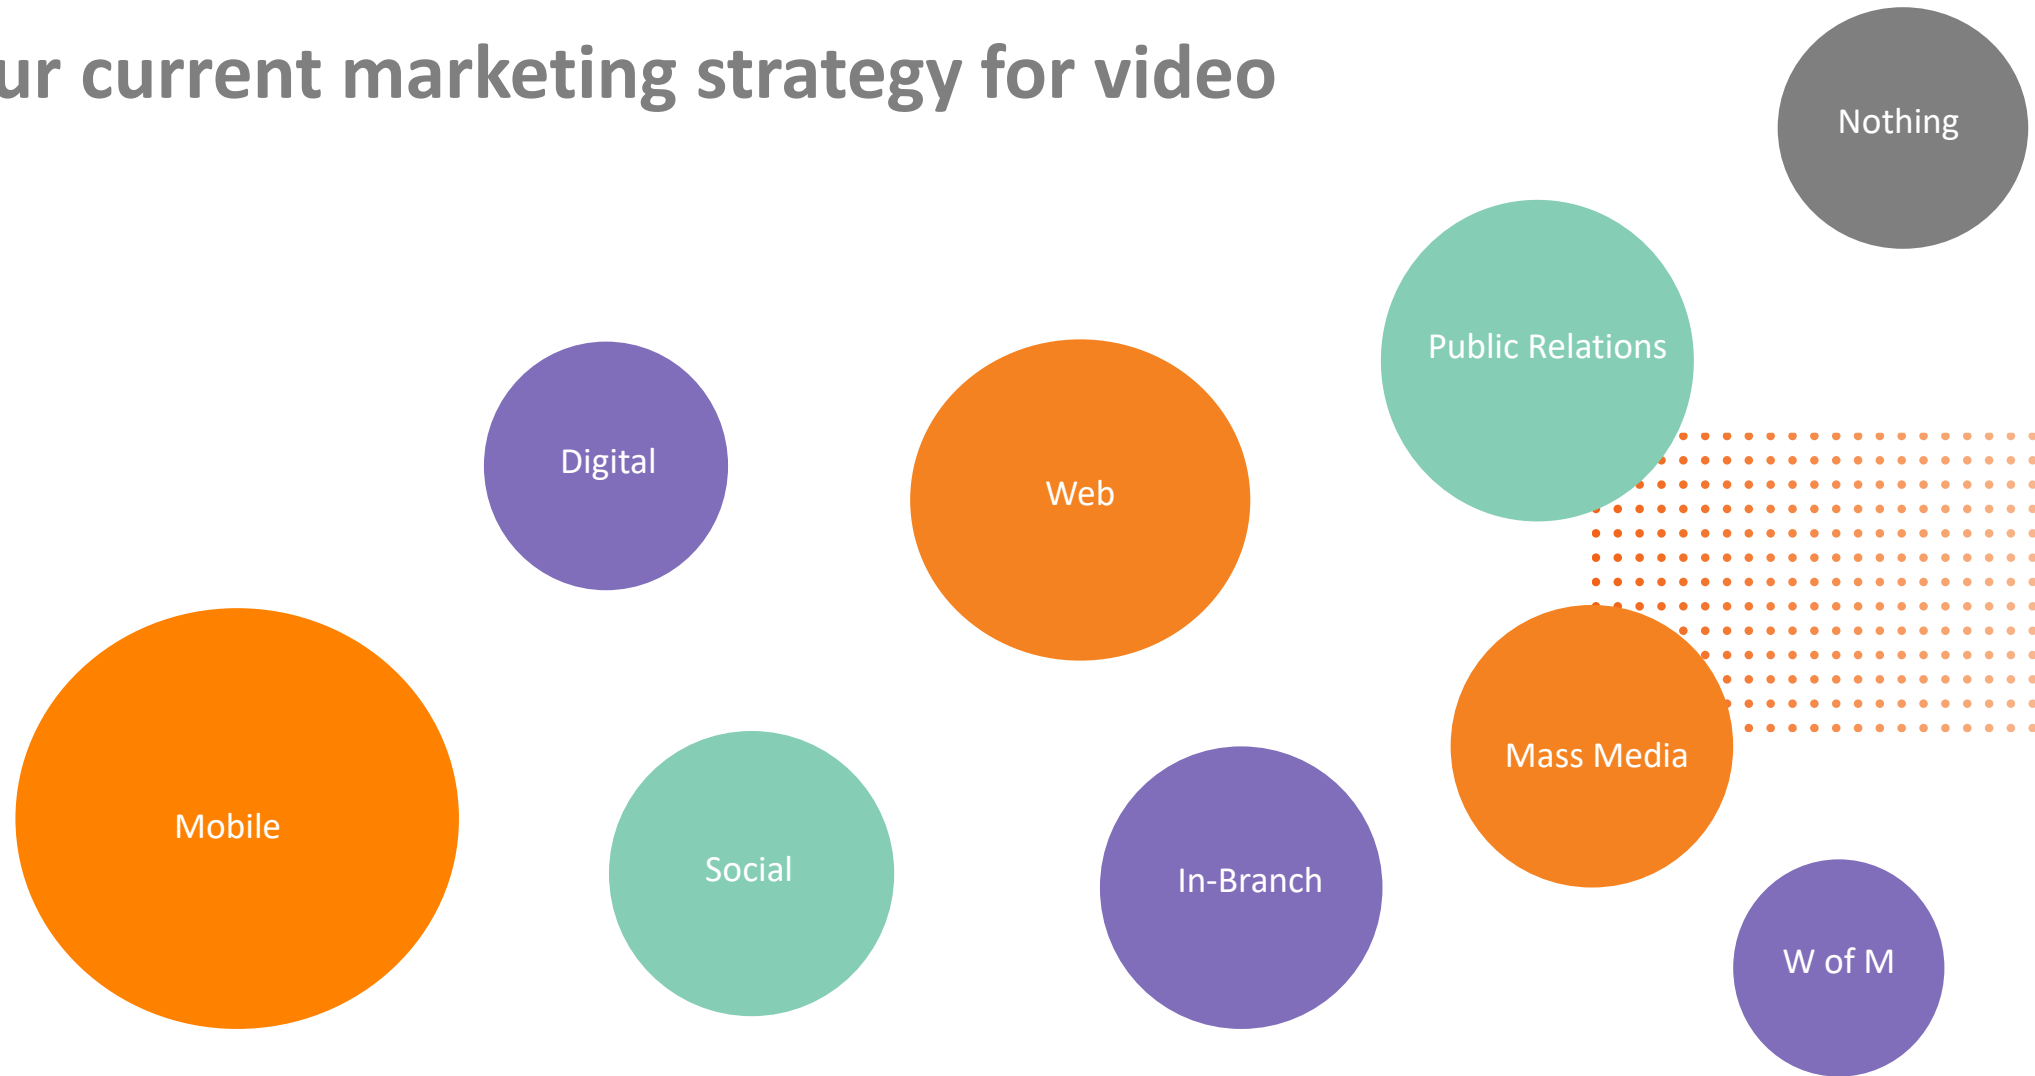 ur current marketing strategy for video
Nothing
Public Relations
Digital
Web
Mass Media
Mobile
Social
In-Branch
W of M